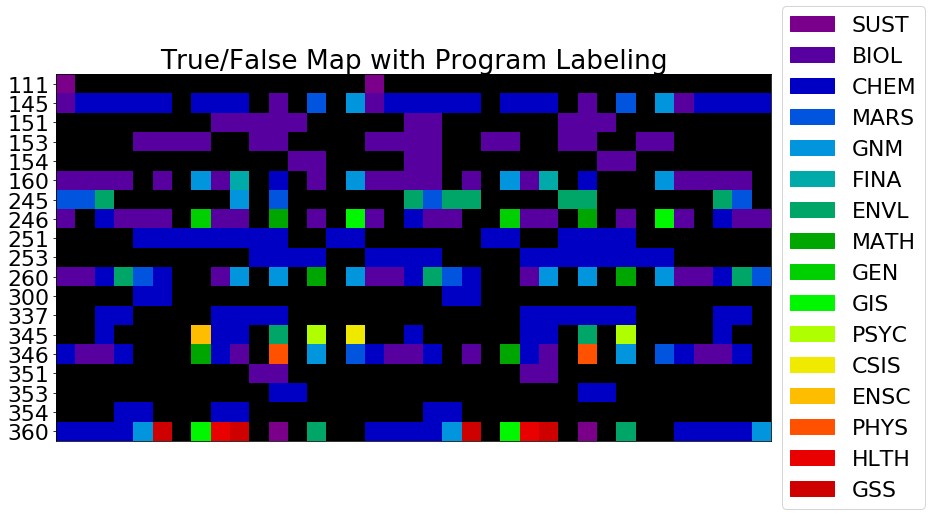 True/False Map with Program Labeling
111
145
151
153
154
160
245
246
251
253
260
300
337
345
346
351
353
354
360
SUST
BIOL
CHEM
MARS
GNM
FINA
ENVL
MATH
GEN
GIS
PSYC
CSIS
ENSC
PHYS
HLTH
GSS